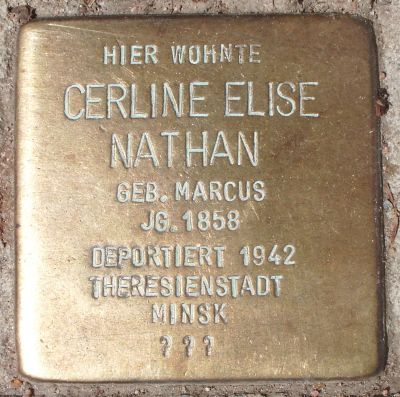 HIER WOHNTE
CERLINE ELISE
NATHAN
GEB. MARCUS
JG. 1858
DEPORTIERT 1942
THERESIENSTADT
MINSK
? ? ?